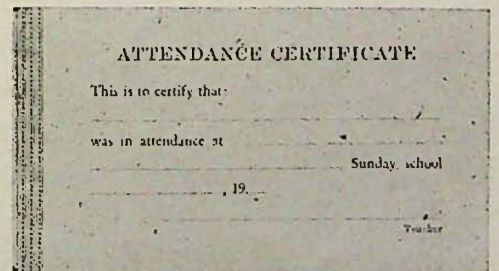 ATTENDANCE CERTIFICATE
This is to certify that:
was in attendance at
Sunday school
, 19
Teacher